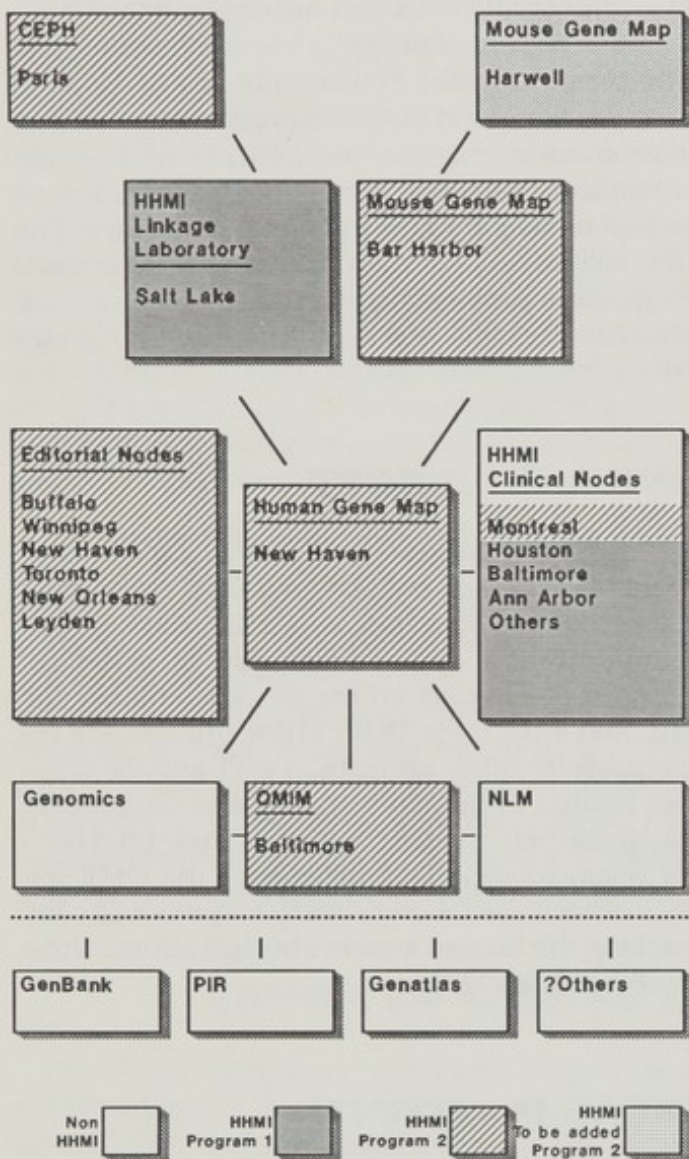 CEPH
Paris
Mouse Gene Map
Harwell
HHMI
Linkage
Laboratory
Salt Lake
Mouse Gene Map
Bar Harbor
Editorial Nodes
Buffalo
Winnipeg
New Haven
Toronto
New Orleans
Leyden
Human Gene Map
New Haven
HHMI
Clinical Nodes
Montreal
Houston
Baltimore
Ann Arbor
Others
Genomics
OMIM
Baltimore
NLM
GenBank
PIR
Genatlas
?Others
Non
HHMI
HHMI
Program 1
HHMI
Program 2
HHMI
To be added
Program 2